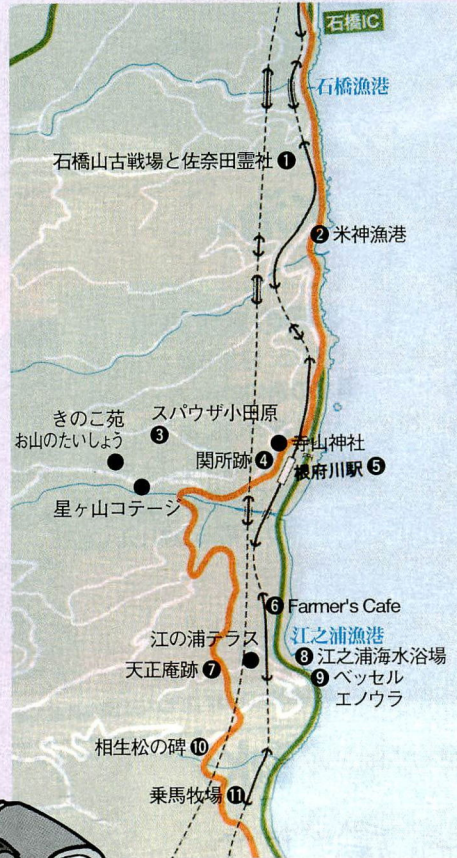 石橋IC
石橋漁港
石橋山古戦場と佐奈田霊社 ❶
❷ 米神漁港
スパウザ小田原
❸
きのこ苑
お山のたいしょう
寺山神社
関所跡 ❹
根府川駅 ❺
星ヶ山コテージ
❻ Farmer's Cafe
江之浦漁港
江の浦テラス
❽ 江之浦海水浴場
天正庵跡 ❼
❾ ベッセル
エノウラ
相生松の碑 ❿
乗馬牧場 ⓫